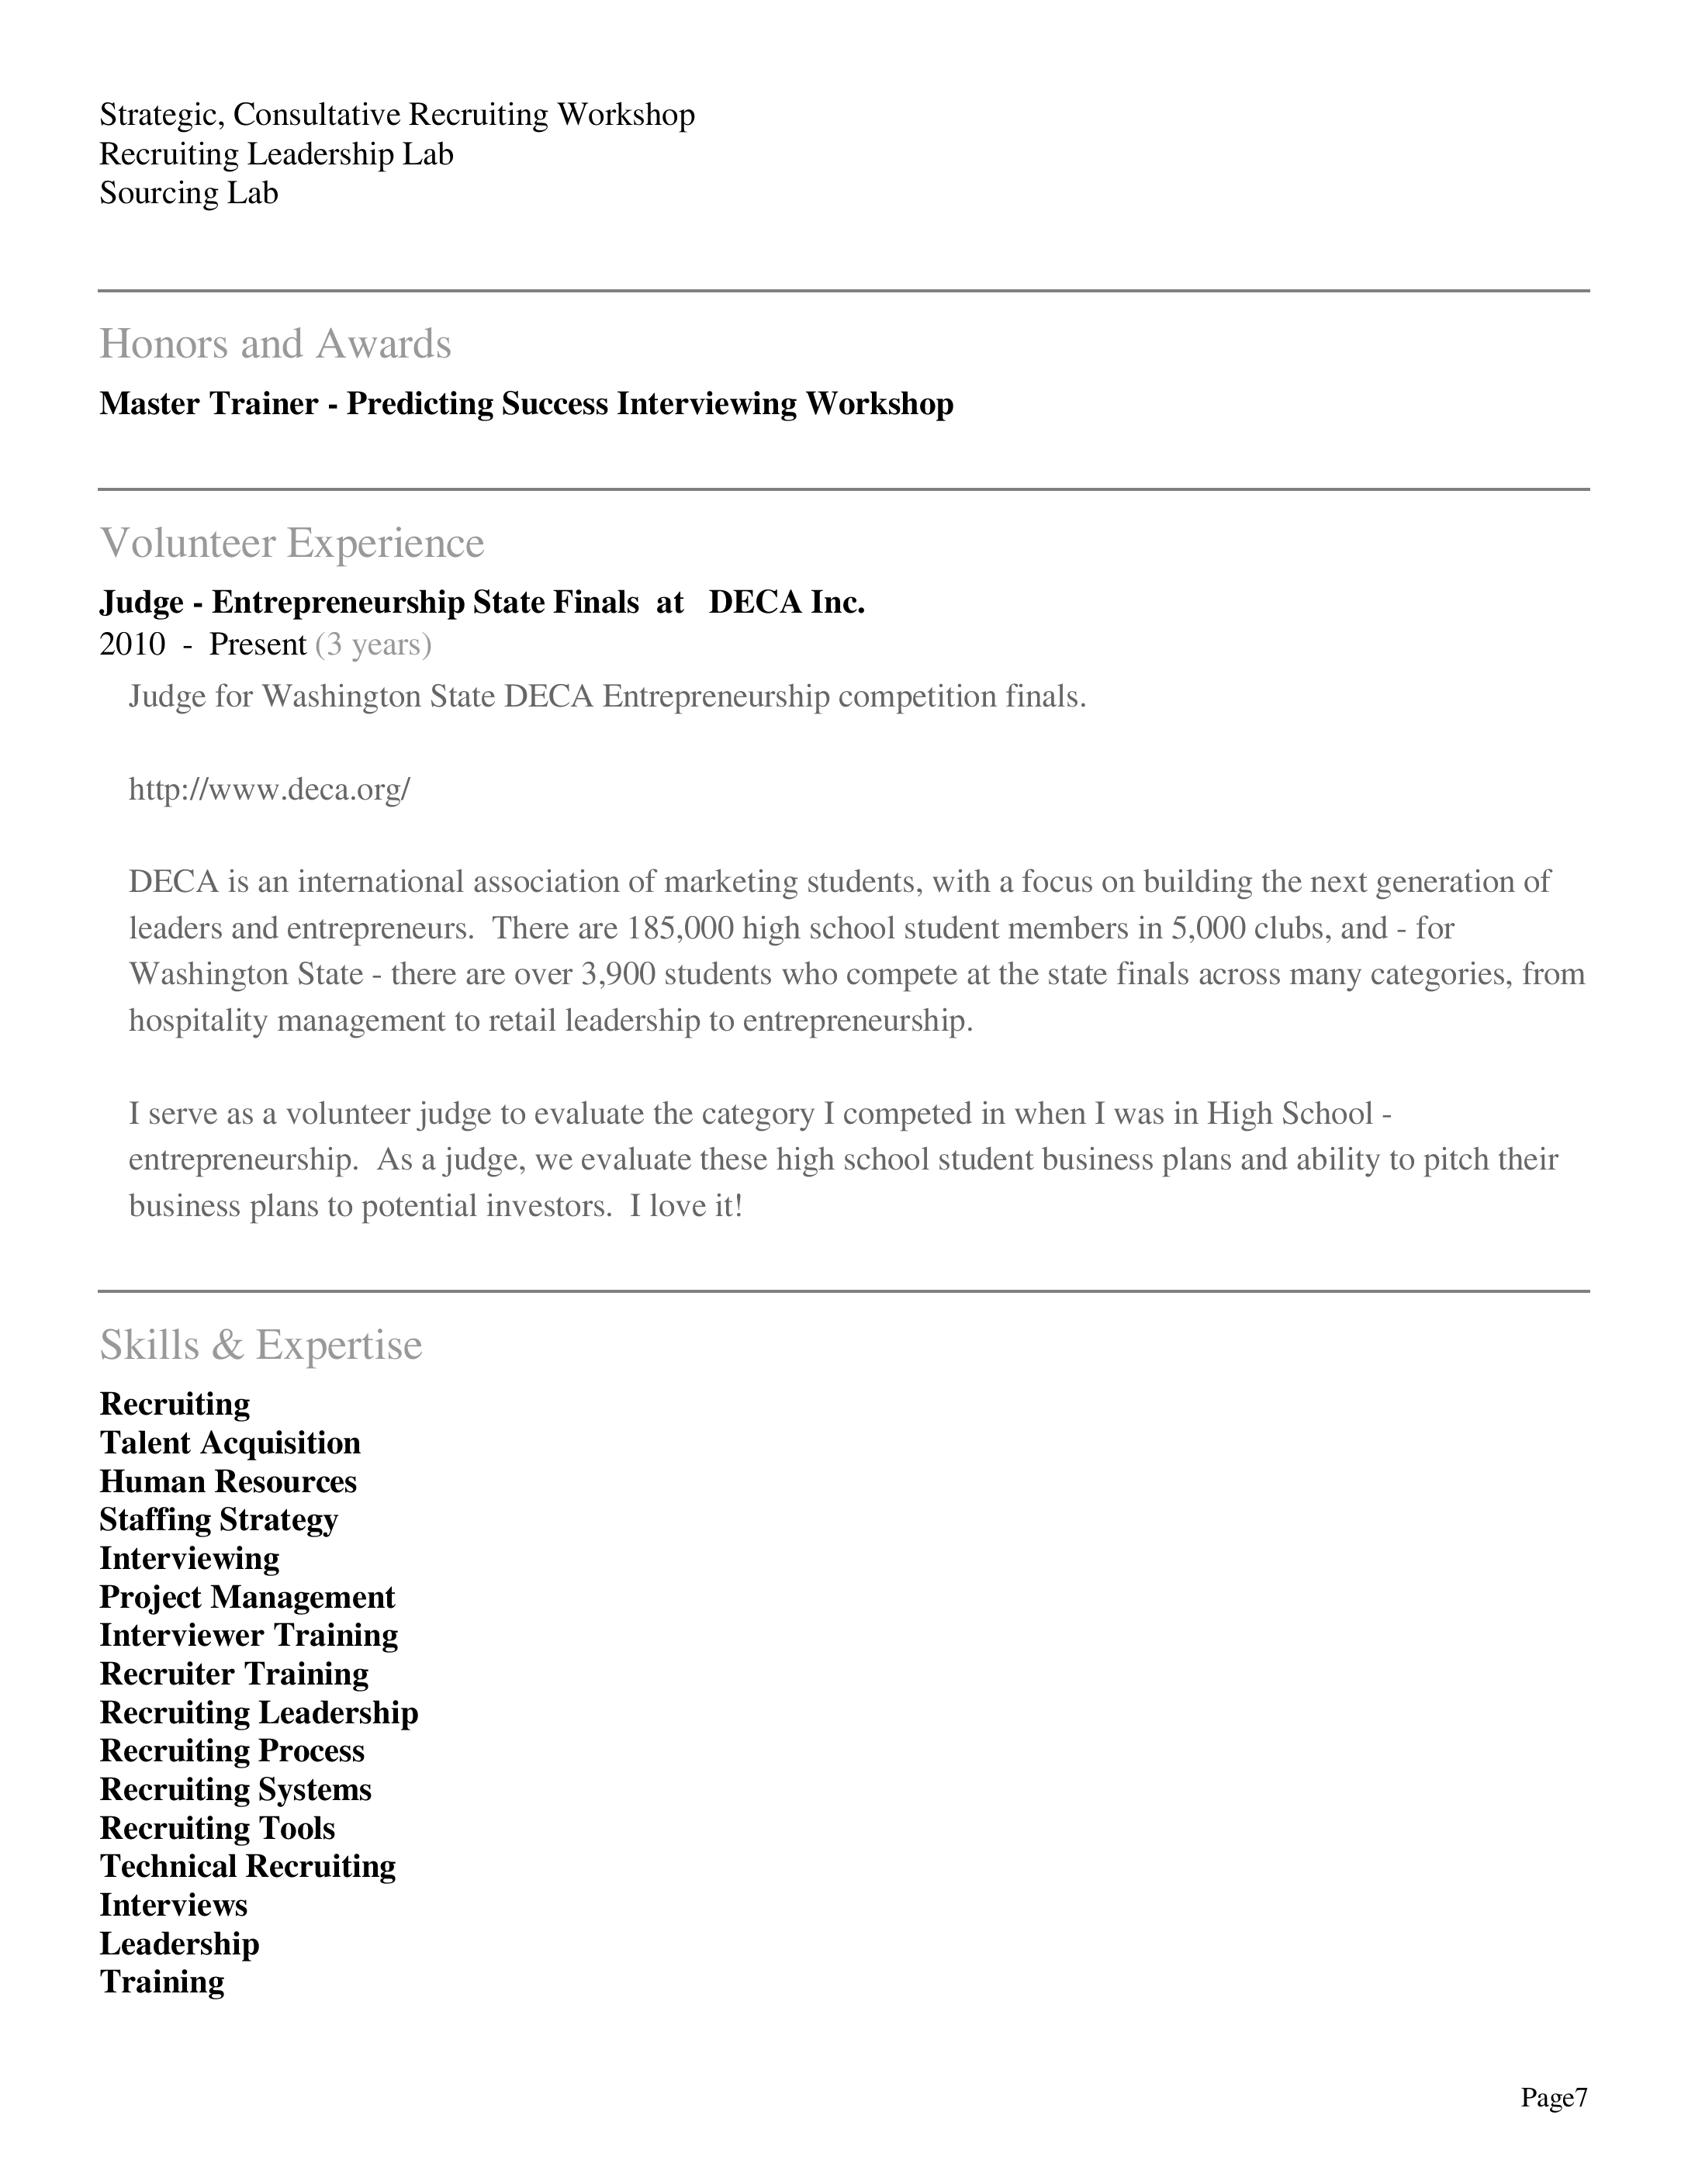 Strategic, Consultative Recruiting Workshop
Recruiting Leadership Lab
Sourcing Lab
Honors and Awards
Master Trainer - Predicting Success Interviewing Workshop
Volunteer Experience
Judge - Entrepreneurship State Finals  at   DECA Inc.
2010  -  Present (3 years)
Judge for Washington State DECA Entrepreneurship competition finals.
http://www.deca.org/
DECA is an international association of marketing students, with a focus on building the next generation of
leaders and entrepreneurs.  There are 185,000 high school student members in 5,000 clubs, and - for
Washington State - there are over 3,900 students who compete at the state finals across many categories, from
hospitality management to retail leadership to entrepreneurship.
I serve as a volunteer judge to evaluate the category I competed in when I was in High School -
entrepreneurship.  As a judge, we evaluate these high school student business plans and ability to pitch their
business plans to potential investors.  I love it!
Skills & Expertise
Recruiting
Talent Acquisition
Human Resources
Staffing Strategy
Interviewing
Project Management
Interviewer Training
Recruiter Training
Recruiting Leadership
Recruiting Process
Recruiting Systems
Recruiting Tools
Technical Recruiting
Interviews
Leadership
Training
Page7